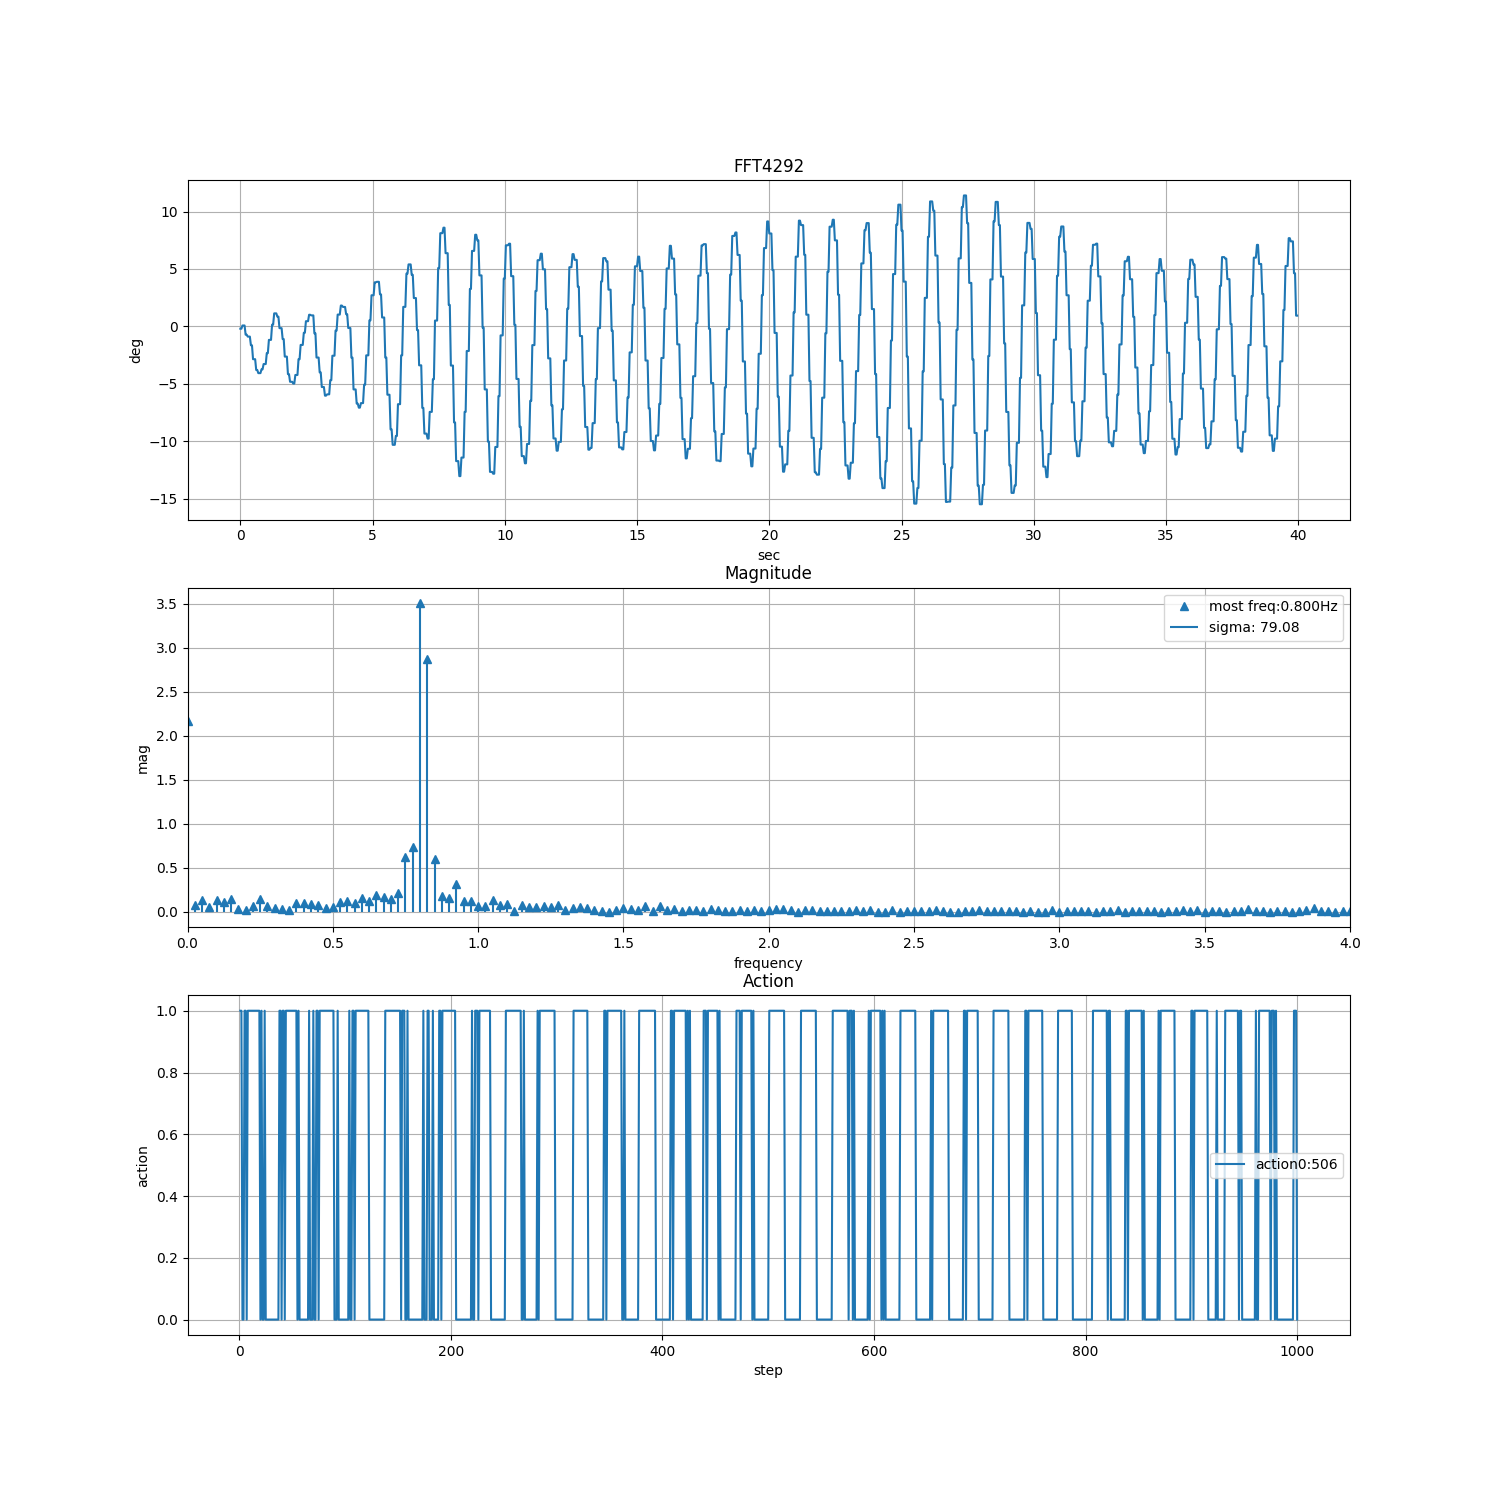 FFT4292
10
5
0
−5
−10
−15
deg
0 5 10 15 20 25 30 35 40
sec
Magnitude
most freq:0.800Hz
sigma: 79.08
3.5
3.0
2.5
2.0
1.5
1.0
0.5
0.0
mag
0.0 0.5 1.0 1.5 2.0 2.5 3.0 3.5 4.0
frequency
Action
1.0
0.8
0.6
0.4
0.2
0.0
action
action0:506
0 200 400 600 800 1000
step